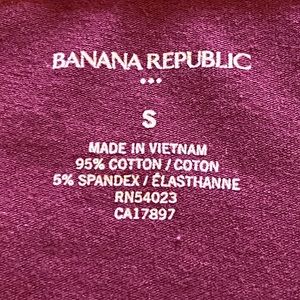 BANANA REPUBLIC
•••
S
MADE IN VIETNAM
95% COTTON / COTON
5% SPANDEX / ÉLASTHANNE
RN54023
CA17897